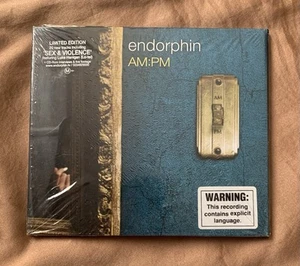 LIMITED EDITION
"SEX & VIOLENCE"
endorphin
AM:PM
AM
PM
WARNING:
This recording
contains explicit
language.